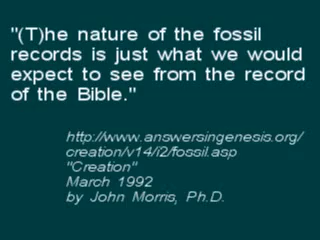 "(T)he nature of the fossil
records is just what we would
expect to see from the record
of the Bible."
http://www.answersingenesis.org/
creation/v14/i2/fossil.asp
"Creation"
March 1992
by John Morris, Ph.D.